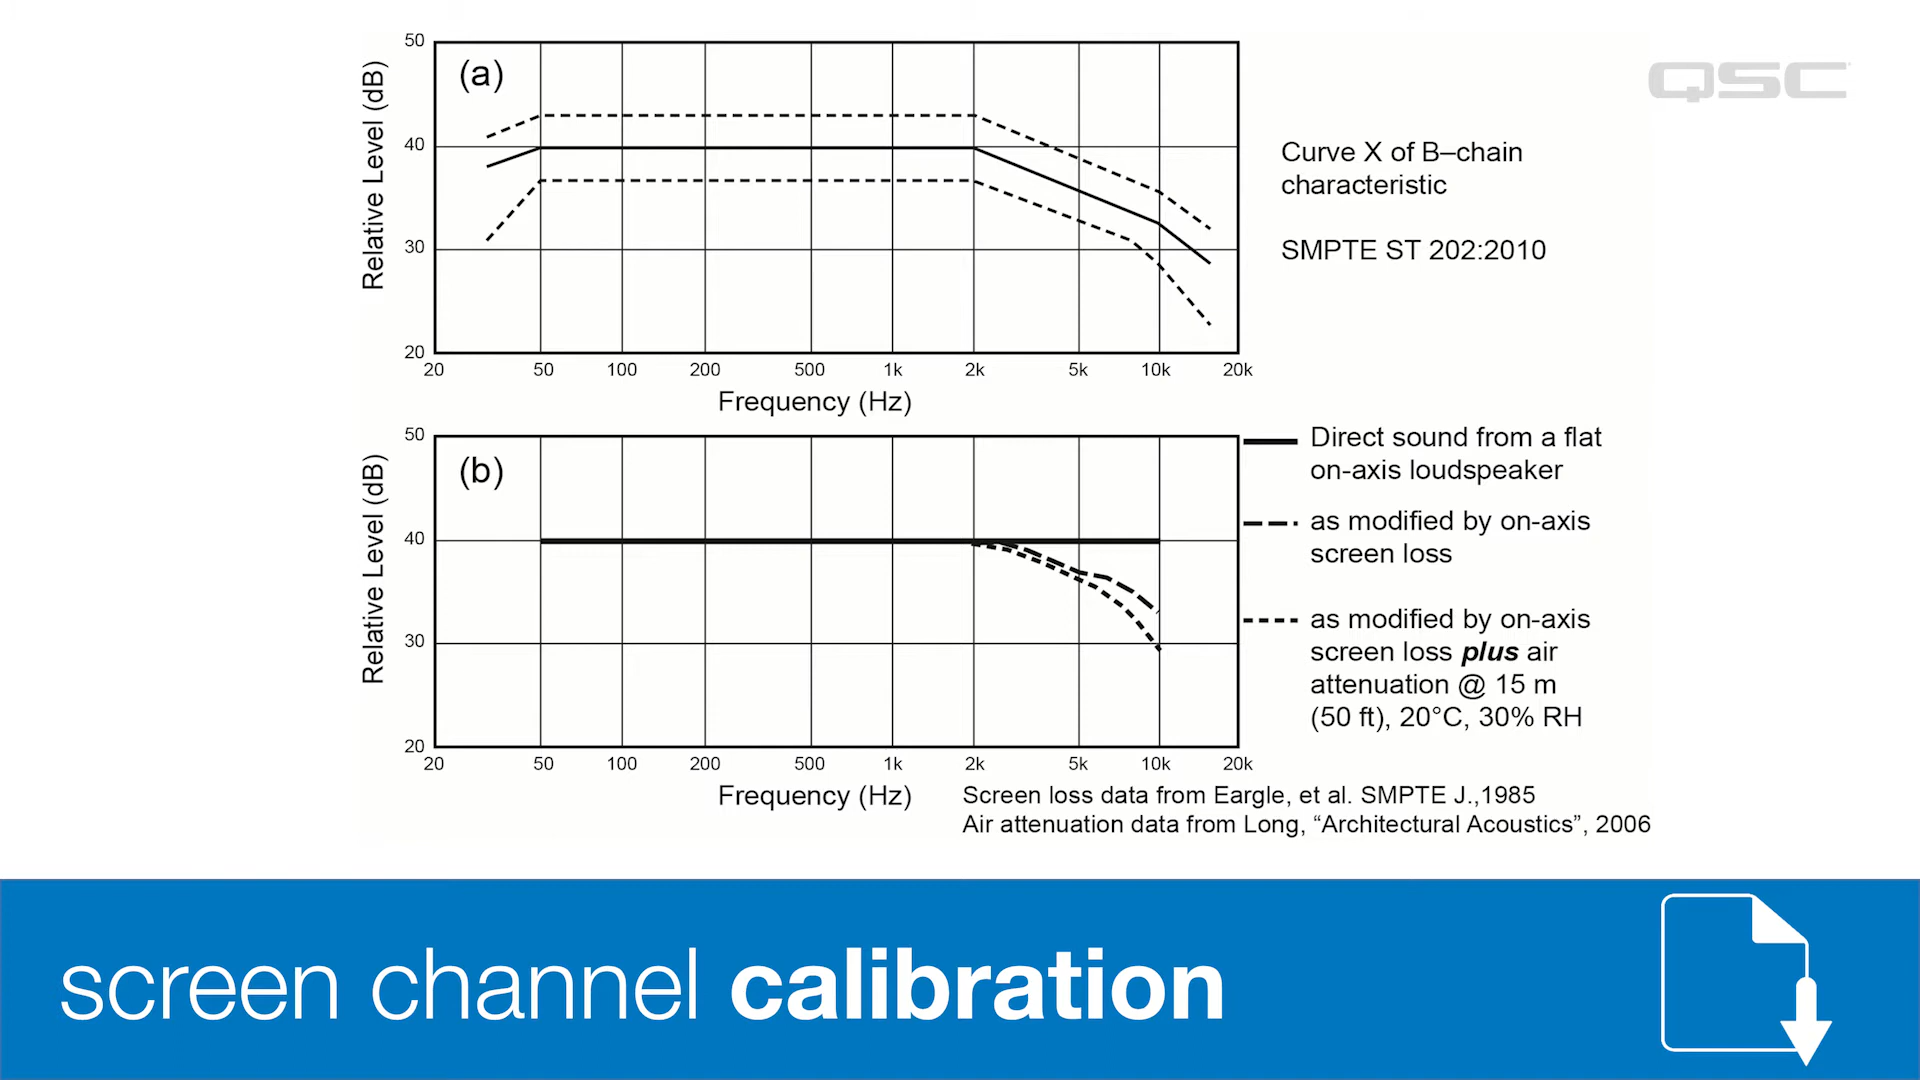 QSC
50
(a)
40
30
20
Relative Level (dB)
20 50 100 200 500 1k 2k 5k 10k 20k
Frequency (Hz)
Curve X of B–chain
characteristic
SMPTE ST 202:2010
50
(b)
40
30
20
Relative Level (dB)
20 50 100 200 500 1k 2k 5k 10k 20k
Frequency (Hz)
Direct sound from a flat
on-axis loudspeaker
as modified by on-axis
screen loss
as modified by on-axis
screen loss plus air
attenuation @ 15 m
(50 ft), 20°C, 30% RH
Screen loss data from Eargle, et al. SMPTE J.,1985
Air attenuation data from Long, “Architectural Acoustics”, 2006
screen channel calibration